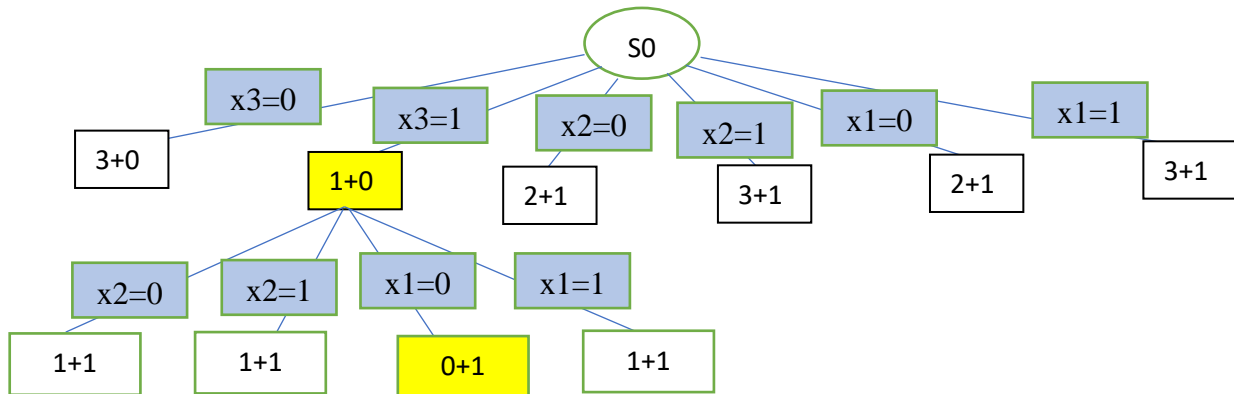 S0
x3=0
x3=1
x2=0
x2=1
x1=0
x1=1
3+0
1+0
2+1
3+1
2+1
3+1
x2=0
x2=1
x1=0
x1=1
1+1
1+1
0+1
1+1